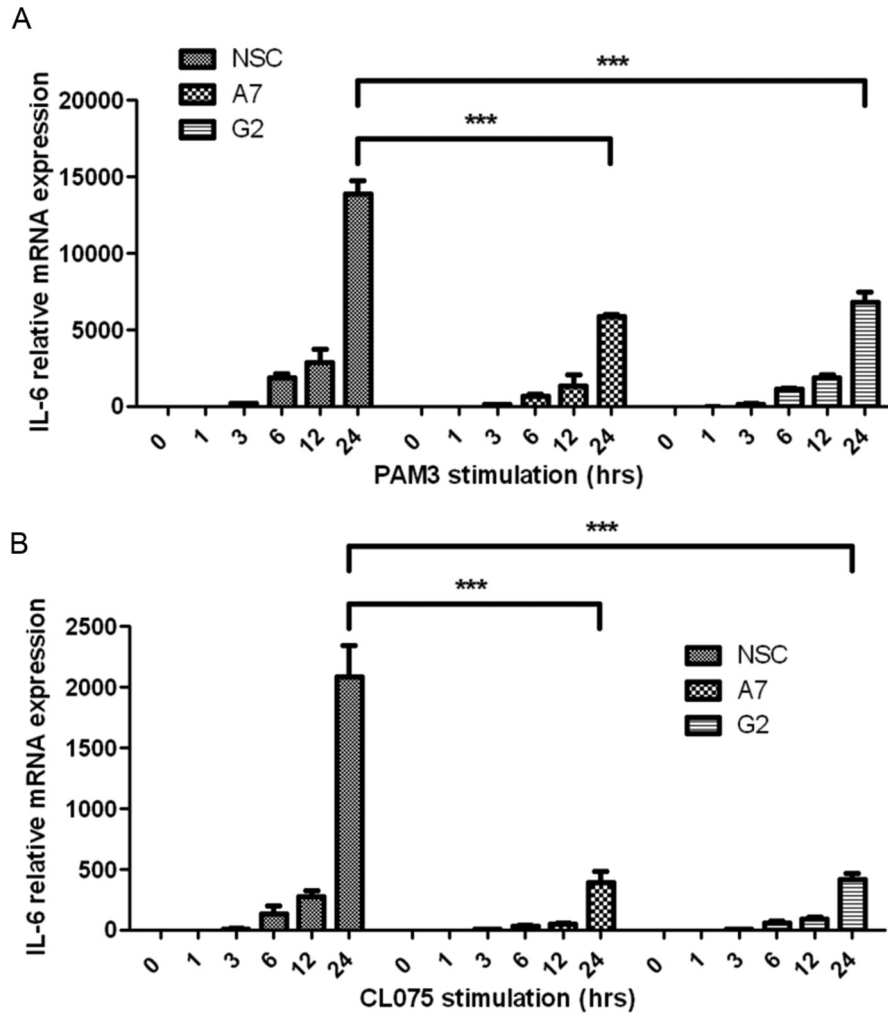 A
NSC
A7
G2
***
***
20000
15000
10000
5000
0
IL-6 relative mRNA expression
0 1 3 6 12 24 0 1 3 6 12 24 0 1 3 6 12 24
PAM3 stimulation (hrs)
B
***
***
2500
2000
1500
1000
500
0
IL-6 relative mRNA expression
NSC
A7
G2
0 1 3 6 12 24 0 1 3 6 12 24 0 1 3 6 12 24
CL075 stimulation (hrs)